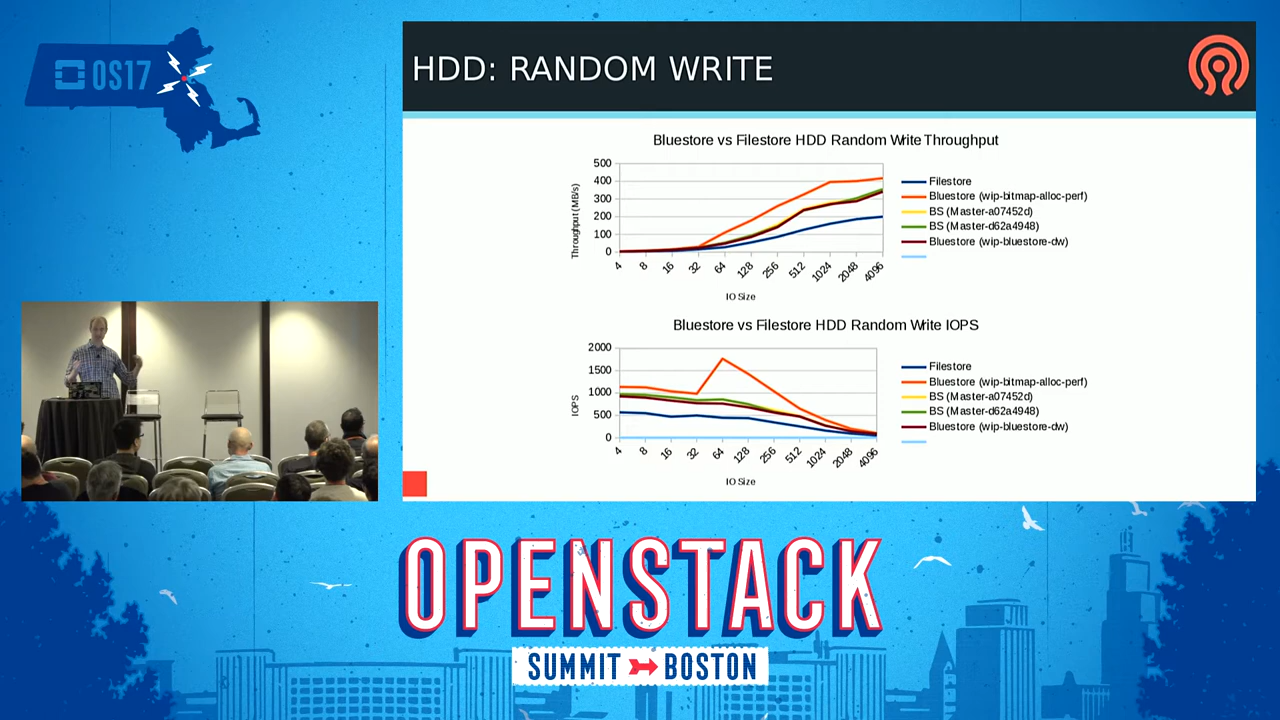 OS17
HDD: RANDOM WRITE
Bluestore vs Filestore HDD Random Write Throughput
500
400
300
200
100
0
Throughput (MB/s)
4
8
16
32
64
128
256
512
1024
2048
4096
IO Size
Filestore
Bluestore (wip-bitmap-alloc-perf)
BS (Master-a07452d)
BS (Master-d62a4948)
Bluestore (wip-bluestore-dw)
Bluestore vs Filestore HDD Random Write IOPS
2000
1500
1000
500
0
IOPS
4
8
16
32
64
128
256
512
1024
2048
4096
IO Size
Filestore
Bluestore (wip-bitmap-alloc-perf)
BS (Master-a07452d)
BS (Master-d62a4948)
Bluestore (wip-bluestore-dw)
OPENSTACK
SUMMIT BOSTON